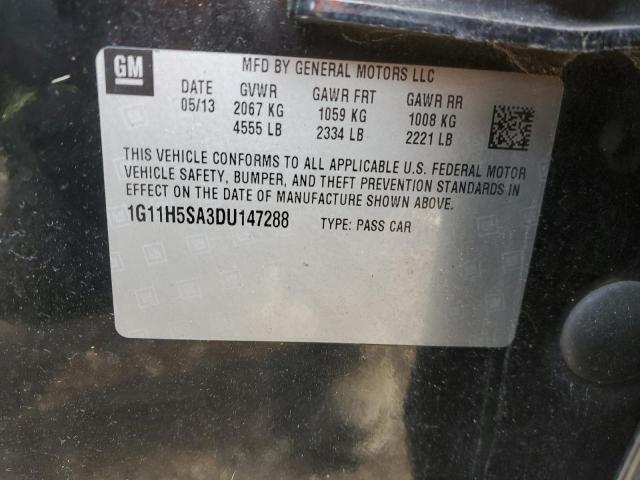 GM
MFD BY GENERAL MOTORS LLC
DATE GVWR GAWR FRT GAWR RR
05/13 2067 KG 1059 KG 1008 KG
4555 LB 2334 LB 2221 LB
THIS VEHICLE CONFORMS TO ALL APPLICABLE U.S. FEDERAL MOTOR
VEHICLE SAFETY, BUMPER, AND THEFT PREVENTION STANDARDS IN
EFFECT ON THE DATE OF MANUFACTURE SHOWN ABOVE.
1G11H5SA3DU147288 TYPE: PASS CAR